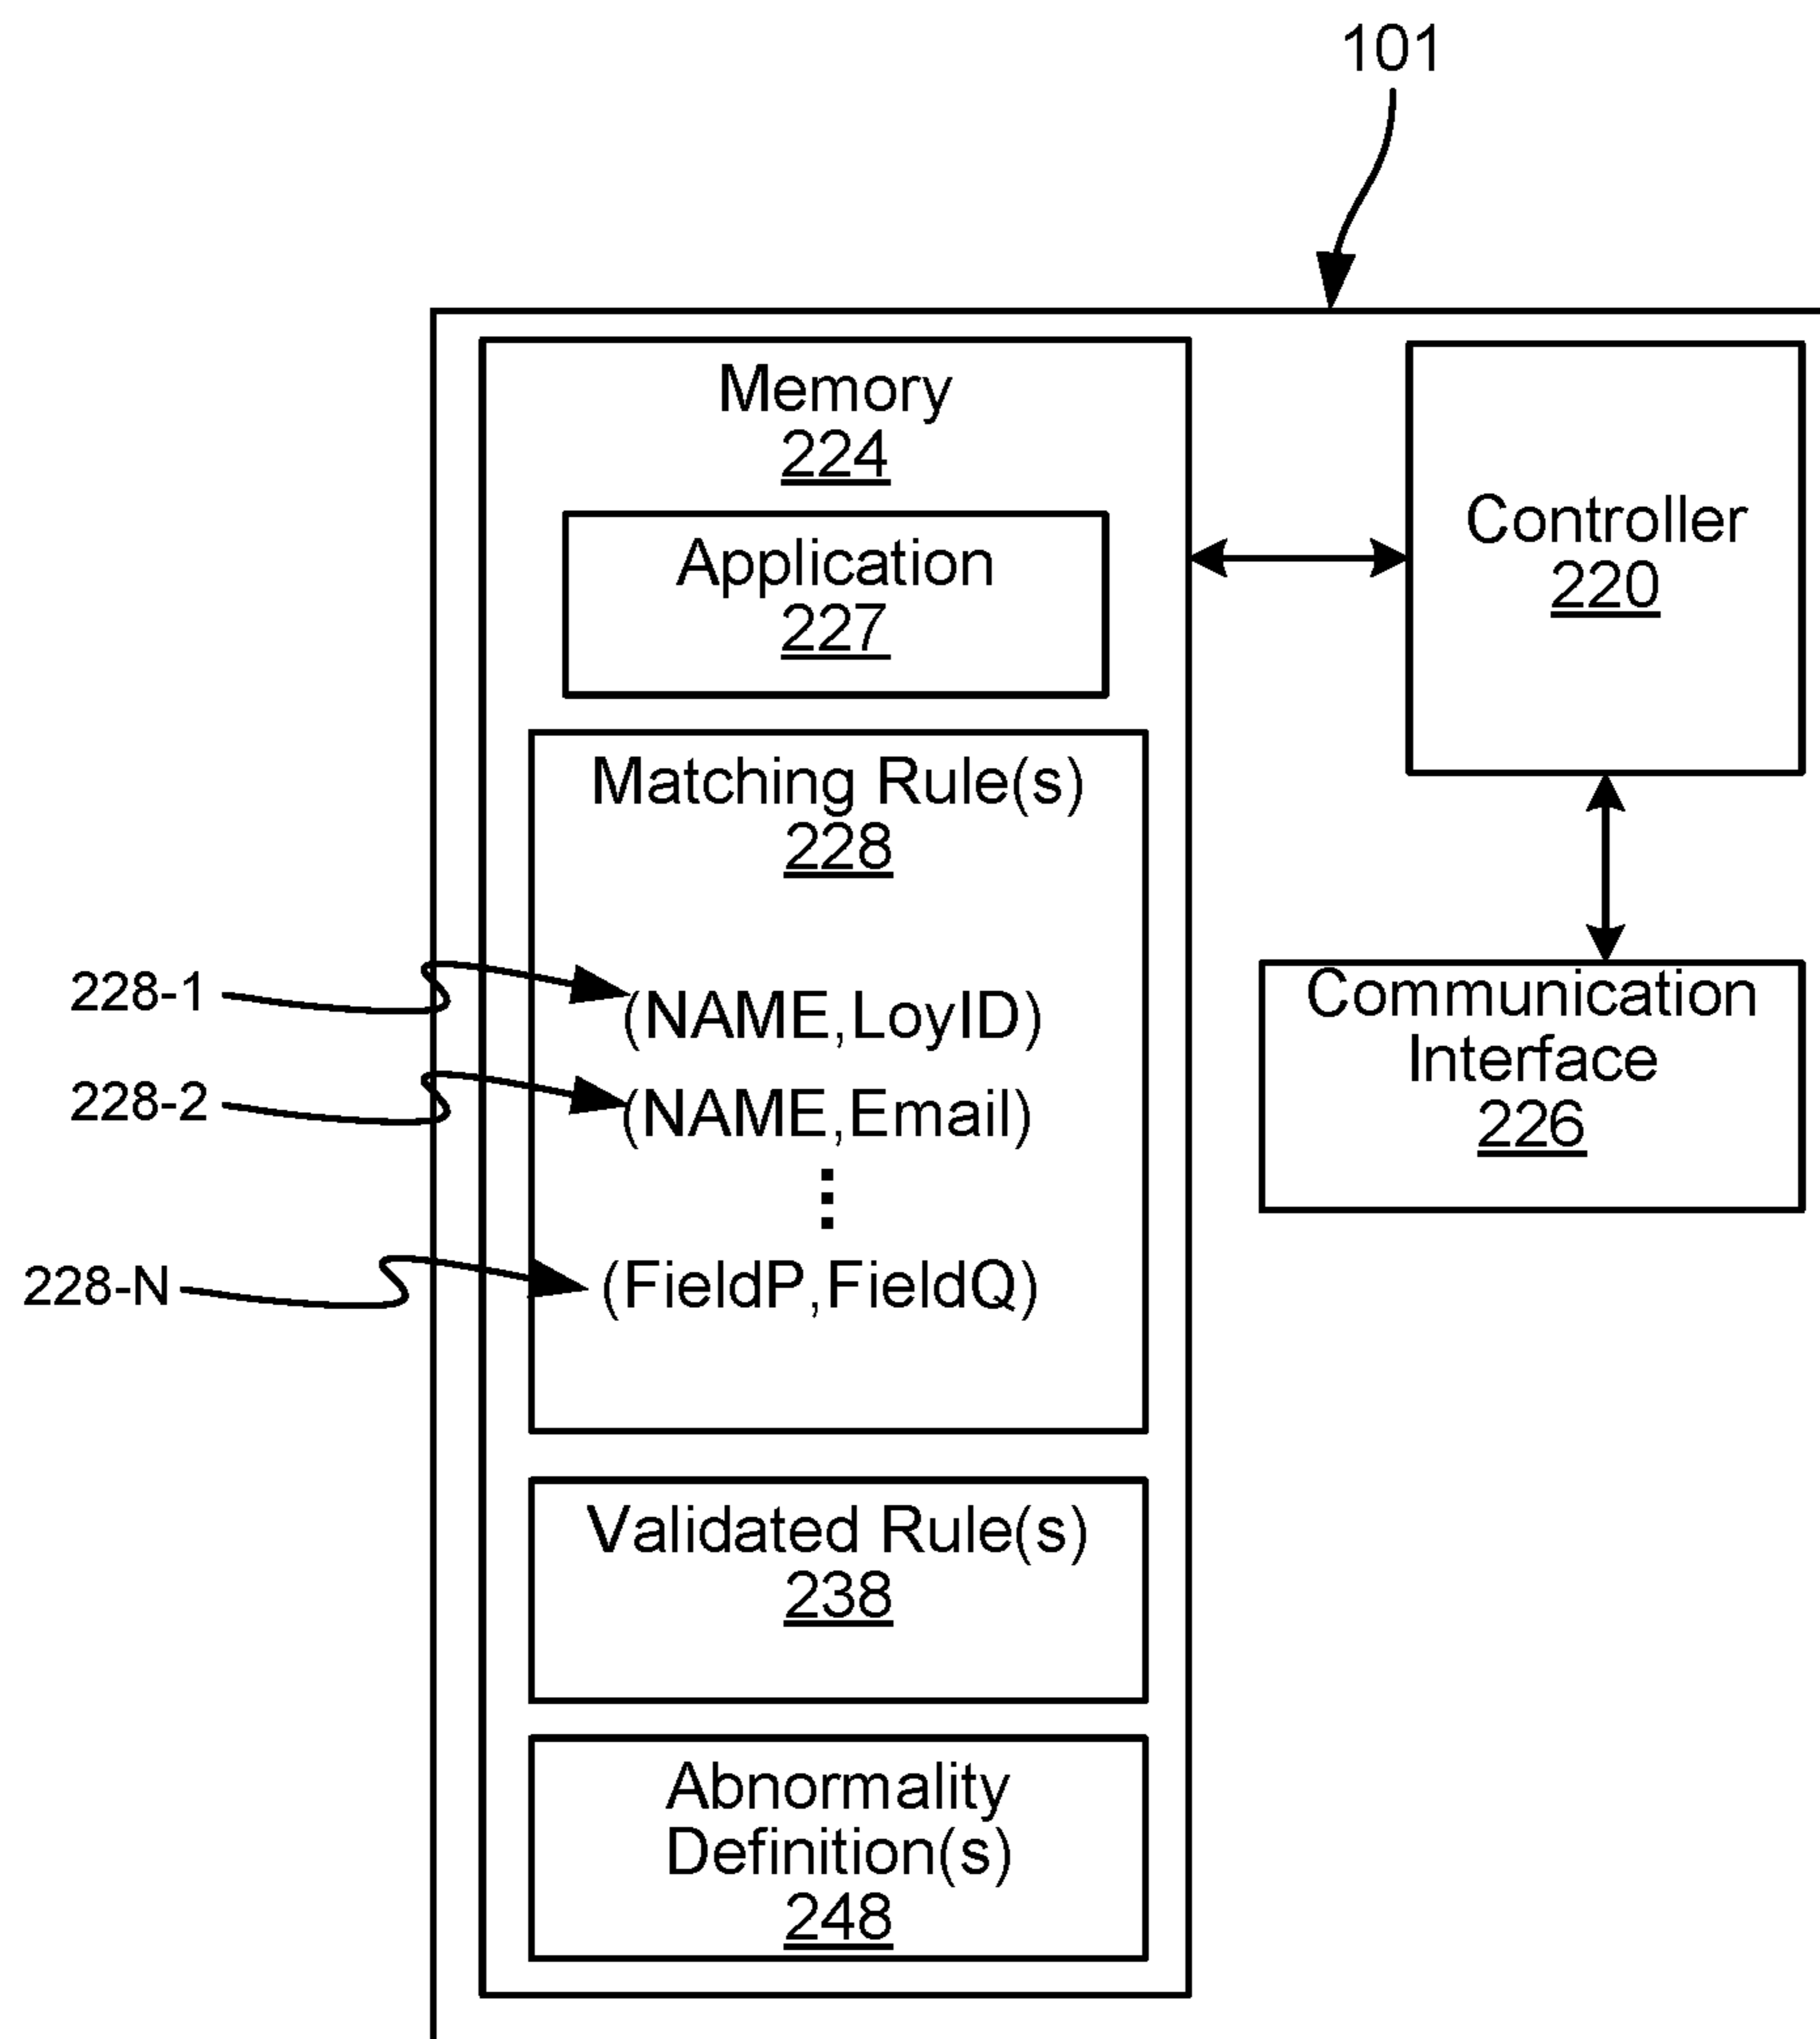 101
Memory
224
Application
227
Matching Rule(s)
228
228-1
(NAME,LoyID)
228-2
(NAME,Email)
228-N
(FieldP,FieldQ)
Validated Rule(s)
238
Abnormality
Definition(s)
248
Controller
220
Communication
Interface
226